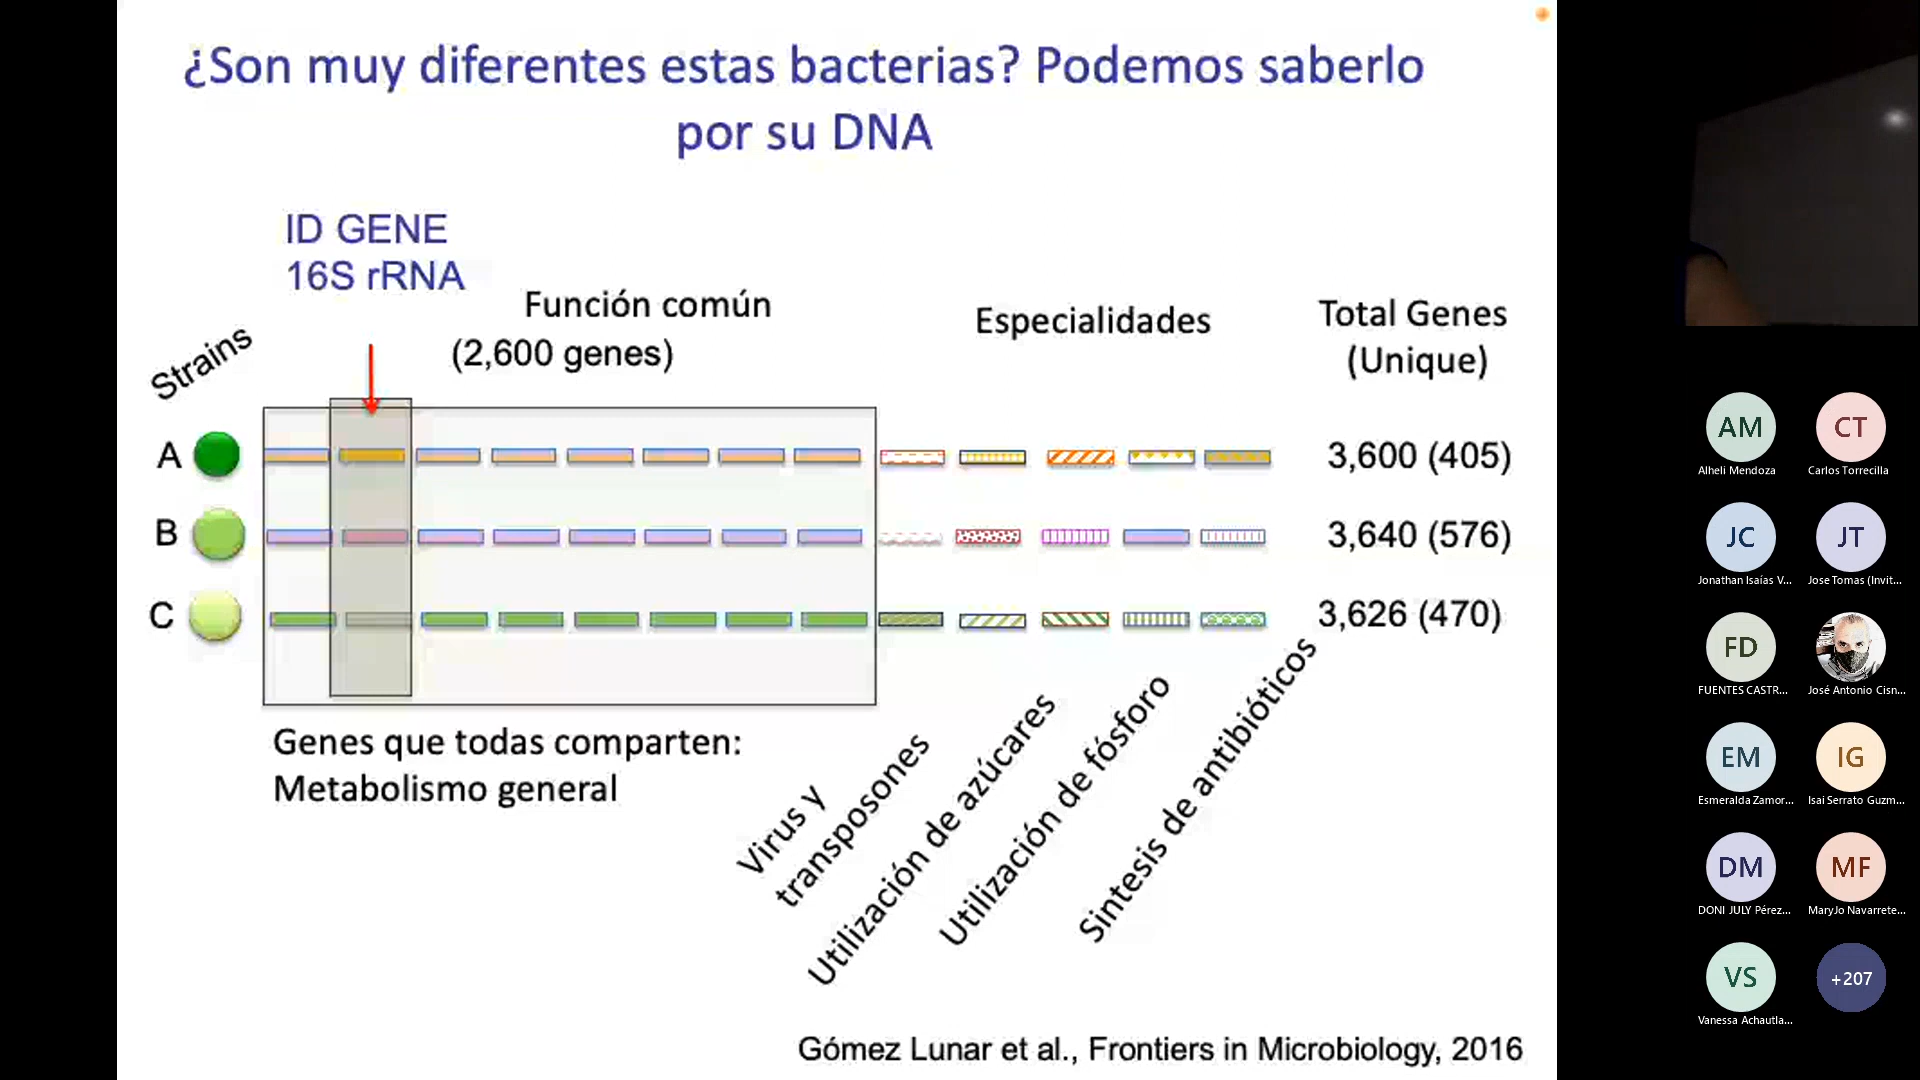 ¿Son muy diferentes estas bacterias? Podemos saberlo
por su DNA
ID GENE
16S rRNA
Función común
(2,600 genes)
Especialidades
Total Genes
(Unique)
Strains
A
3,600 (405)
B
3,640 (576)
C
3,626 (470)
Genes que todas comparten:
Metabolismo general
Virus y
transposones
Utilización de azúcares
Utilización de fósforo
Sintesis de antibióticos
Gómez Lunar et al., Frontiers in Microbiology, 2016
AM
CT
Alheli Mendoza
Carlos Torrecilla
JC
JT
Jonathan Isaías V...
Jose Tomas (Invit...
FD
FUENTES CASTR...
José Antonio Cisn...
EM
IG
Esmeralda Zamor...
Isai Serrato Guzm...
DM
MF
DONI JULY Pérez...
MaryJo Navarrete...
VS
+207
Vanessa Achautla...